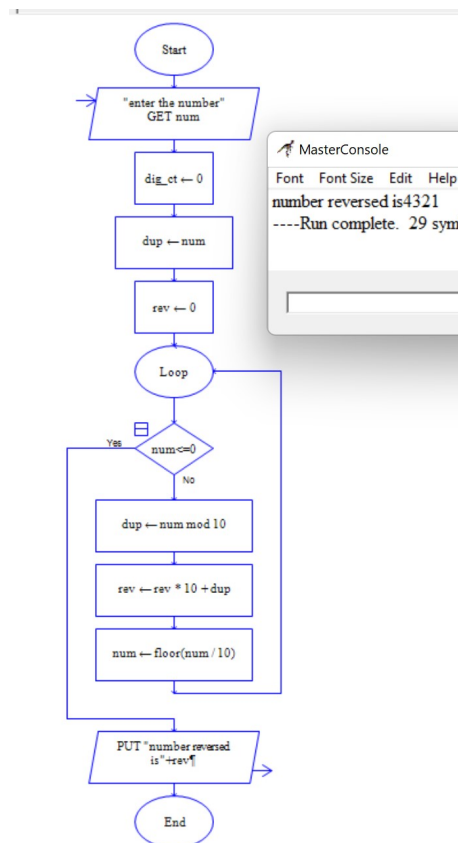 Start
"enter the number"
GET num
dig_ct ← 0
dup ← num
rev ← 0
Loop
num<=0
Yes
No
dup ← num mod 10
rev ← rev * 10 + dup
num ← floor(num / 10)
PUT "number reversed
is"+rev¶
End
MasterConsole
Font Font Size Edit Help
number reversed is4321
----Run complete. 29 sym